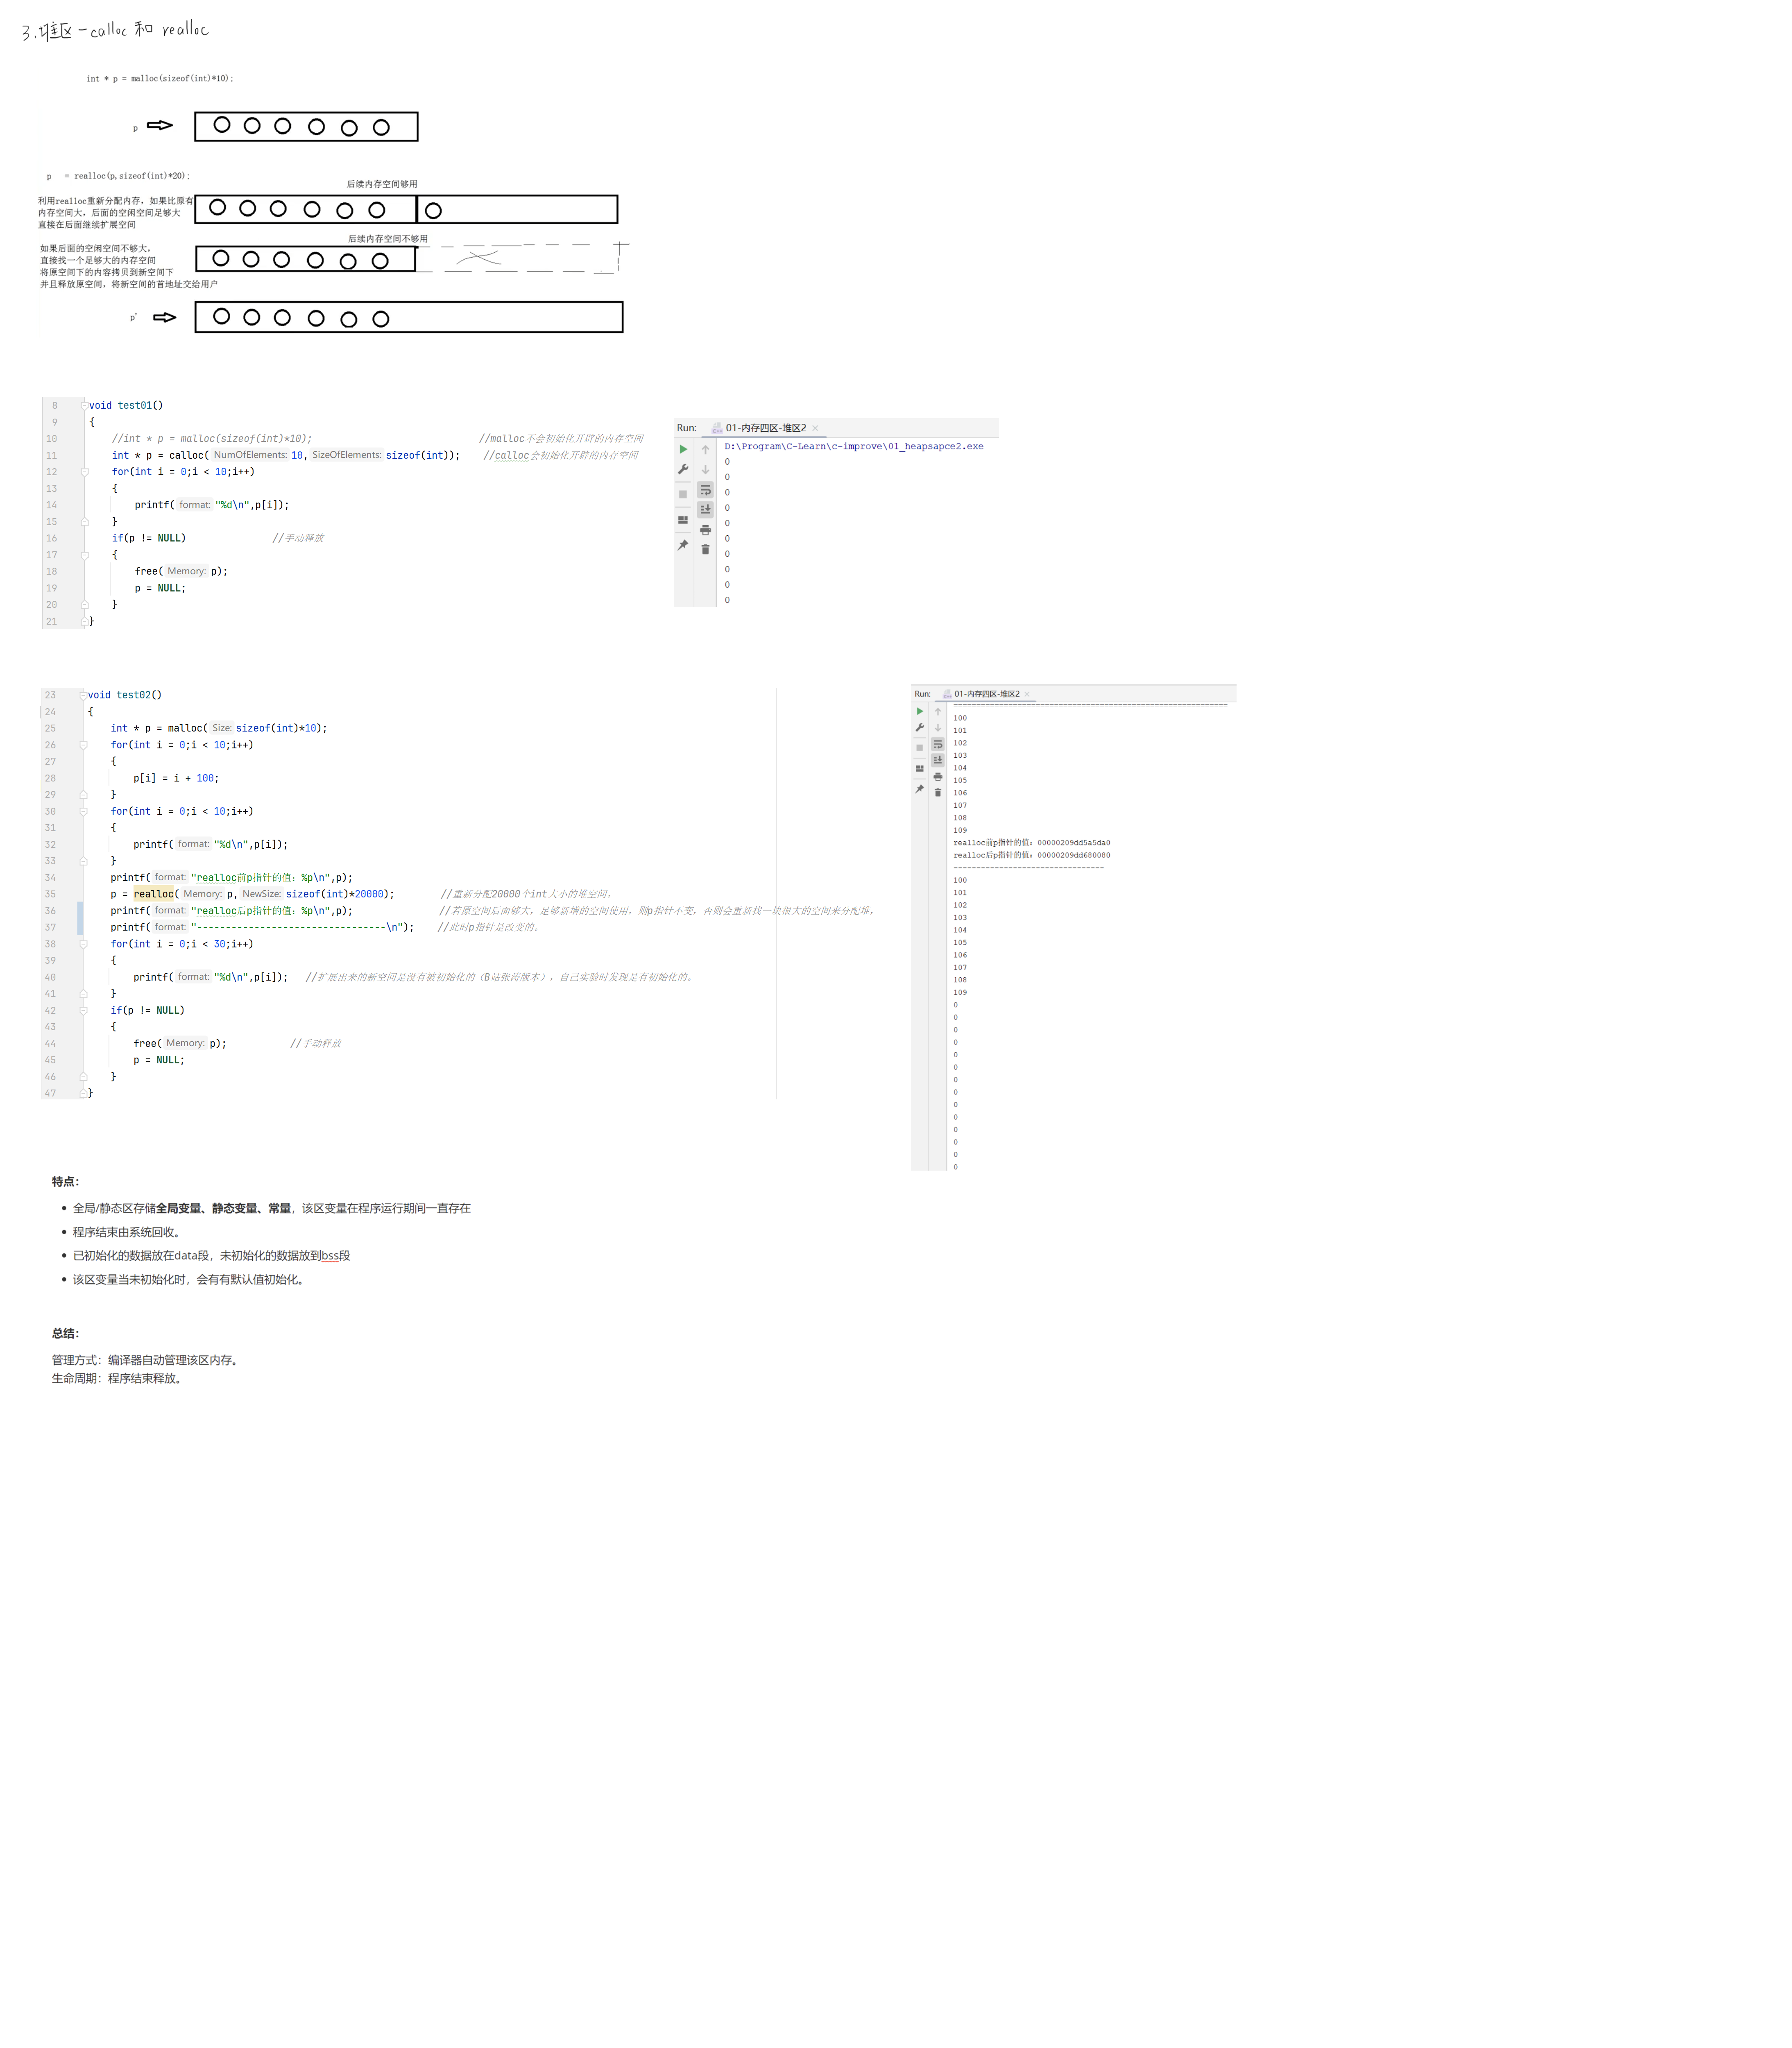 3.堆区-calloc 和 realloc
int * p = malloc(sizeof(int)*10);
p
p = realloc(p,sizeof(int)*20);
后续内存空间够用
利用realloc重新分配内存，如果比原有
内存空间大，后面的空闲空间足够大
直接在后面继续扩展空间
后续内存空间不够用
如果后面的空闲空间不够大，
直接找一个足够大的内存空间
将原空间下的内容拷贝到新空间下
并且释放原空间，将新空间的首地址交给用户
p'
8 void test01()
9 {
10 //int * p = malloc(sizeof(int)*10); //malloc不会初始化开辟的内存空间
11 int * p = calloc( NumOfElements: 10, SizeOfElements: sizeof(int)); //calloc会初始化开辟的内存空间
12 for(int i = 0;i < 10;i++)
13 {
14 printf( format: "%d\n",p[i]);
15 }
16 if(p != NULL) //手动释放
17 {
18 free( Memory: p);
19 p = NULL;
20 }
21 }
Run: 01-内存四区-堆区2 ×
D:\Program\C-Learn\c-improve\01_heapsapce2.exe
0
0
0
0
0
0
0
0
0
0
23 void test02()
24 {
25 int * p = malloc( Size: sizeof(int)*10);
26 for(int i = 0;i < 10;i++)
27 {
28 p[i] = i + 100;
29 }
30 for(int i = 0;i < 10;i++)
31 {
32 printf( format: "%d\n",p[i]);
33 }
34 printf( format: "realloc前p指针的值：%p\n",p);
35 p = realloc( Memory: p, NewSize: sizeof(int)*20000); //重新分配20000个int大小的堆空间。
36 printf( format: "realloc后p指针的值：%p\n",p); //若原空间后面够大，足够新增的空间使用，则p指针不变，否则会重新找一块很大的空间来分配堆，
37 printf( format: "---------------------------------\n"); //此时p指针是改变的。
38 for(int i = 0;i < 30;i++)
39 {
40 printf( format: "%d\n",p[i]); //扩展出来的新空间是没有被初始化的（B站张涛版本），自己实验时发现是有初始化的。
41 }
42 if(p != NULL)
43 {
44 free( Memory: p); //手动释放
45 p = NULL;
46 }
47 }
Run: 01-内存四区-堆区2 ×
============================================================
100
101
102
103
104
105
106
107
108
109
realloc前p指针的值：00000209dd5a5da0
realloc后p指针的值：00000209dd680080
---------------------------------
100
101
102
103
104
105
106
107
108
109
0
0
0
0
0
0
0
0
0
0
0
0
0
0
特点：
• 全局/静态区存储全局变量、静态变量、常量，该区变量在程序运行期间一直存在
• 程序结束由系统回收。
• 已初始化的数据放在data段，未初始化的数据放到bss段
• 该区变量当未初始化时，会有有默认值初始化。
总结：
管理方式：编译器自动管理该区内存。
生命周期：程序结束释放。